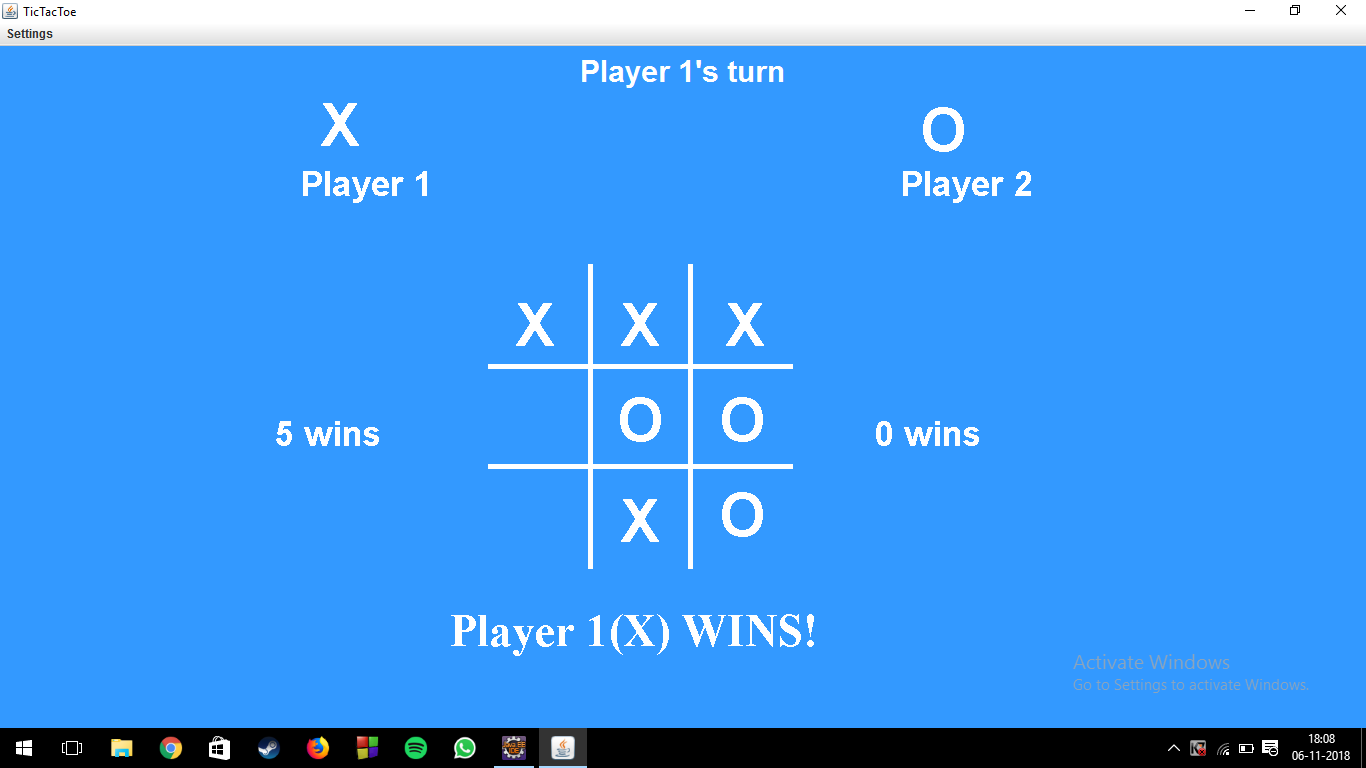 TicTacToe
Settings
Player 1's turn
X
O
Player 1
Player 2
X X X
O O
5 wins
0 wins
X O
Player 1(X) WINS!
Activate Windows
Go to Settings to activate Windows.
18:08
06-11-2018